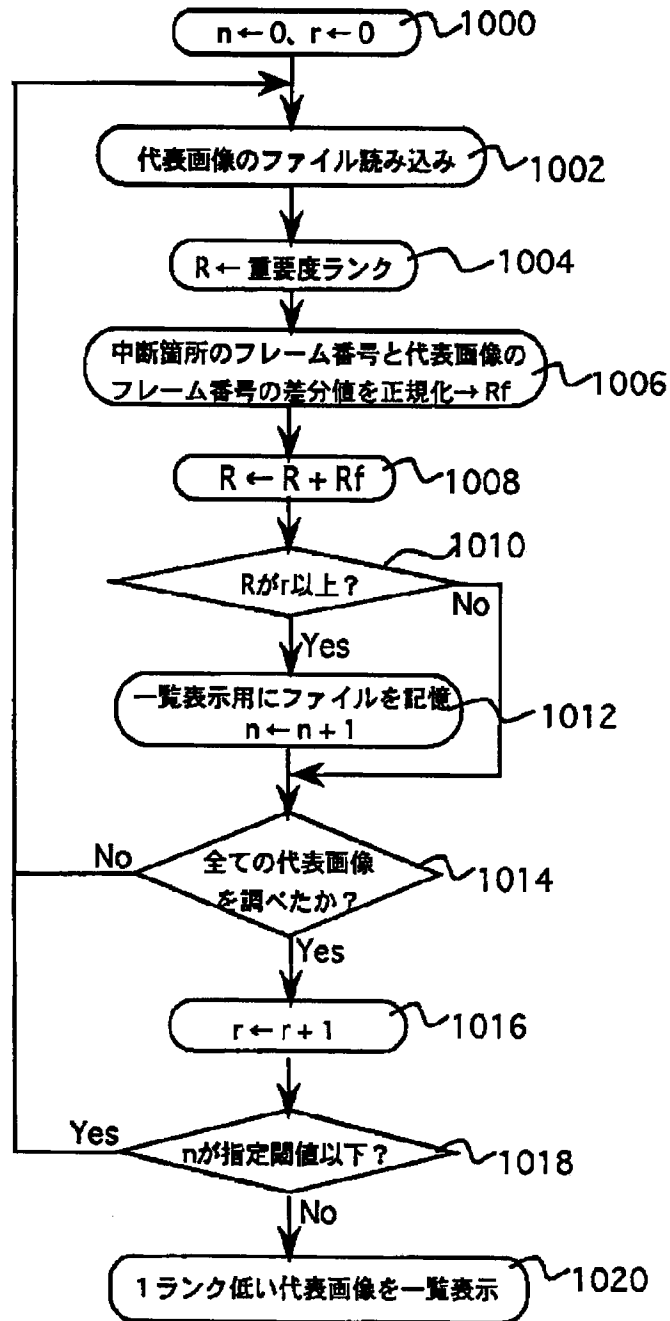 n←0、r←0
1000
代表画像のファイル読み込み
1002
R←重要度ランク
1004
中断箇所のフレーム番号と代表画像の
フレーム番号の差分値を正規化→Rf
1006
R←R+Rf
1008
1010
Rがr以上?
No
Yes
一覧表示用にファイルを記憶
n←n+1
1012
No
全ての代表画像
を調べたか?
1014
Yes
r←r+1
1016
Yes
nが指定閾値以下?
1018
No
1ランク低い代表画像を一覧表示
1020